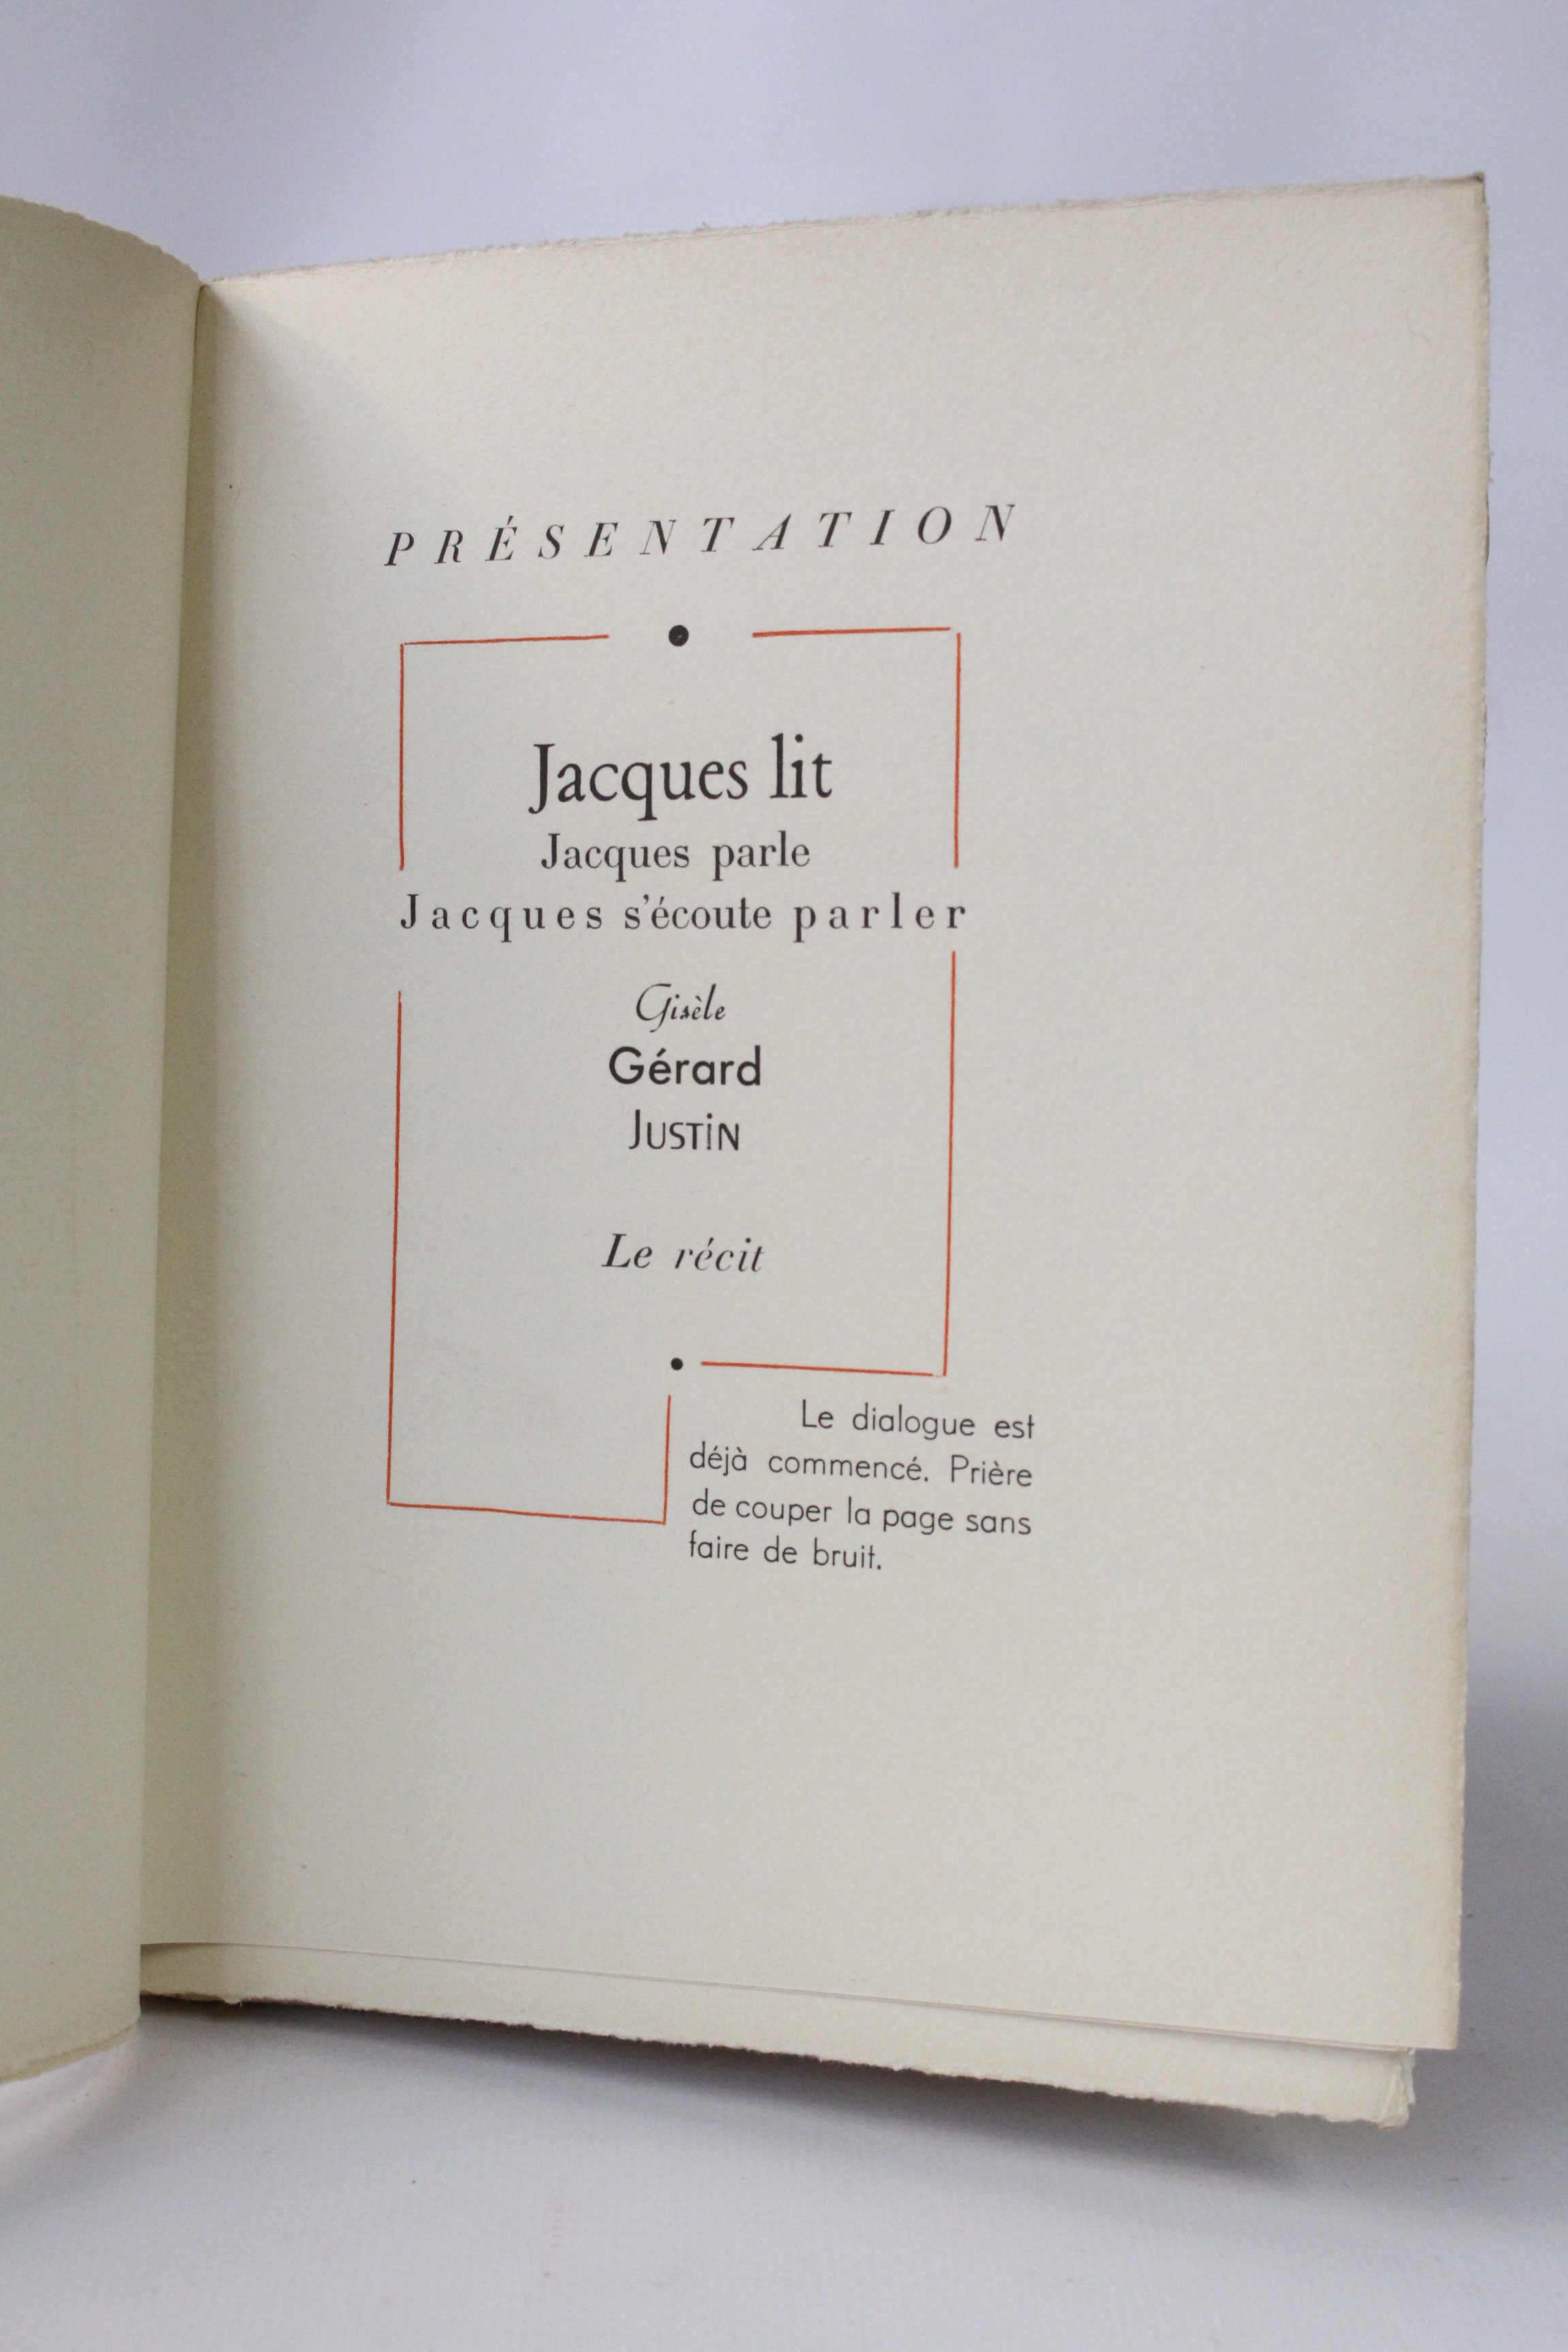 PRÉSENTATION
Jacques lit
Jacques parle
Jacques s'écoute parler
Gisèle
Gérard
JUSTiN
Le récit
Le dialogue est
déjà commencé. Prière
de couper la page sans
faire de bruit.